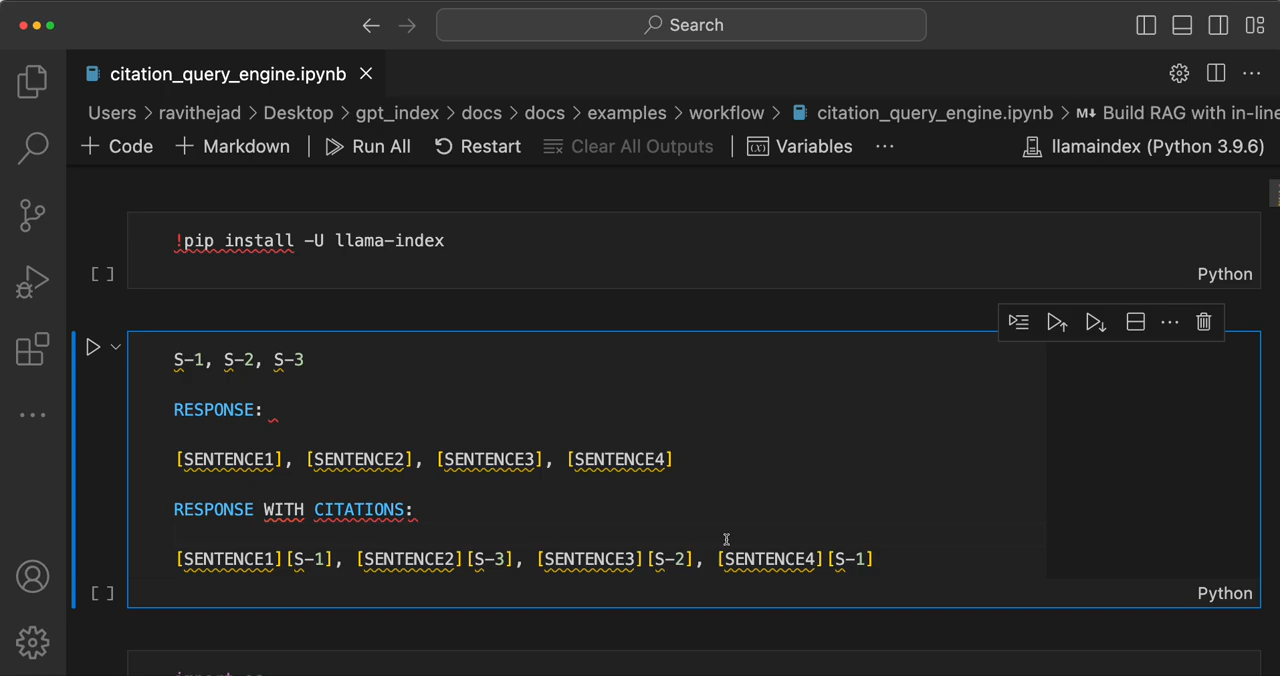 Search
citation_query_engine.ipynb
Users > ravithejad > Desktop > gpt_index > docs > docs > examples > workflow > citation_query_engine.ipynb > M↓ Build RAG with in-line
+ Code + Markdown | Run All Restart Clear All Outputs | Variables ... llamaindex (Python 3.9.6)
!pip install -U llama-index
[ ]
Python
S-1, S-2, S-3
RESPONSE:
[SENTENCE1], [SENTENCE2], [SENTENCE3], [SENTENCE4]
RESPONSE WITH CITATIONS:
[SENTENCE1][S-1], [SENTENCE2][S-3], [SENTENCE3][S-2], [SENTENCE4][S-1]
[ ]
Python